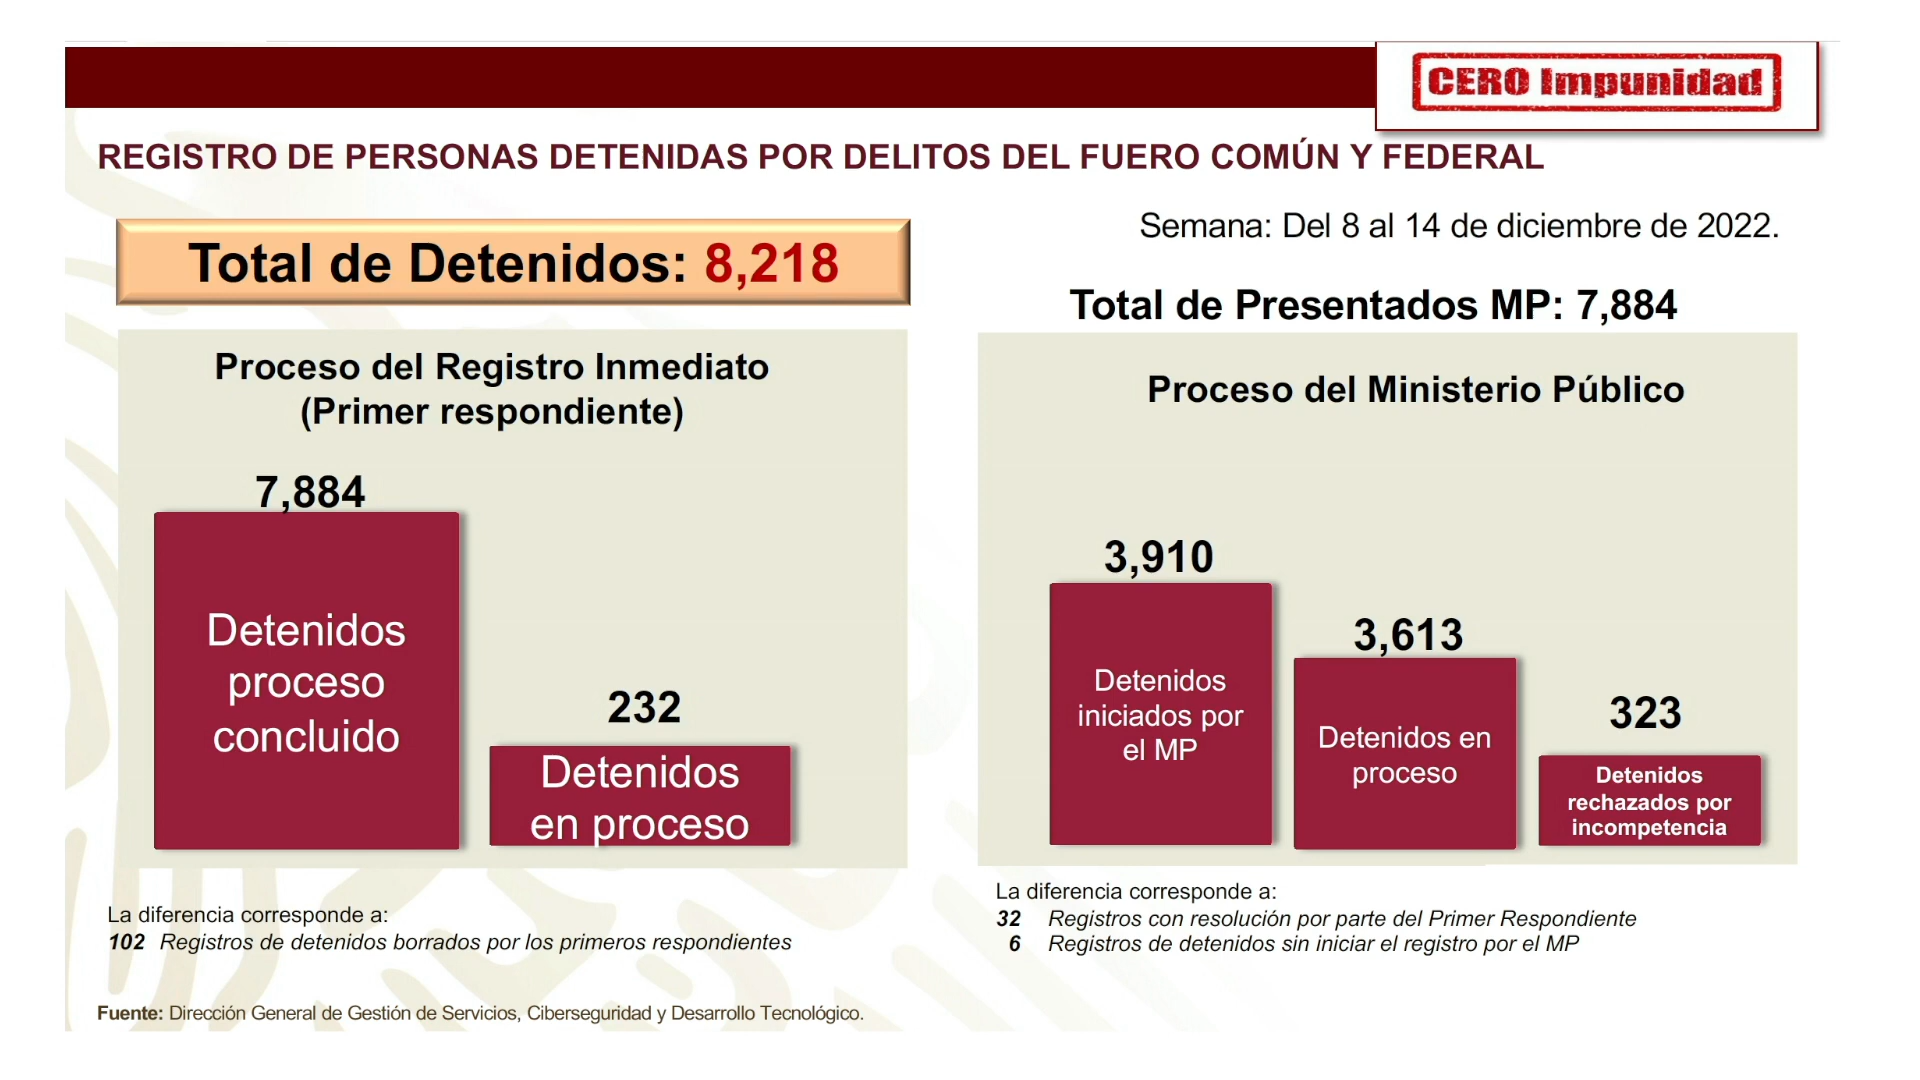 CERO Impunidad
REGISTRO DE PERSONAS DETENIDAS POR DELITOS DEL FUERO COMÚN Y FEDERAL
Semana: Del 8 al 14 de diciembre de 2022.
Total de Detenidos: 8,218
Proceso del Registro Inmediato
(Primer respondiente)
7,884
Detenidos
proceso
concluido
232
Detenidos
en proceso
La diferencia corresponde a:
102 Registros de detenidos borrados por los primeros respondientes
Total de Presentados MP: 7,884
Proceso del Ministerio Público
3,910
Detenidos
iniciados por
el MP
3,613
Detenidos en
proceso
323
Detenidos
rechazados por
incompetencia
La diferencia corresponde a:
32 Registros con resolución por parte del Primer Respondiente
6 Registros de detenidos sin iniciar el registro por el MP
Fuente: Dirección General de Gestión de Servicios, Ciberseguridad y Desarrollo Tecnológico.